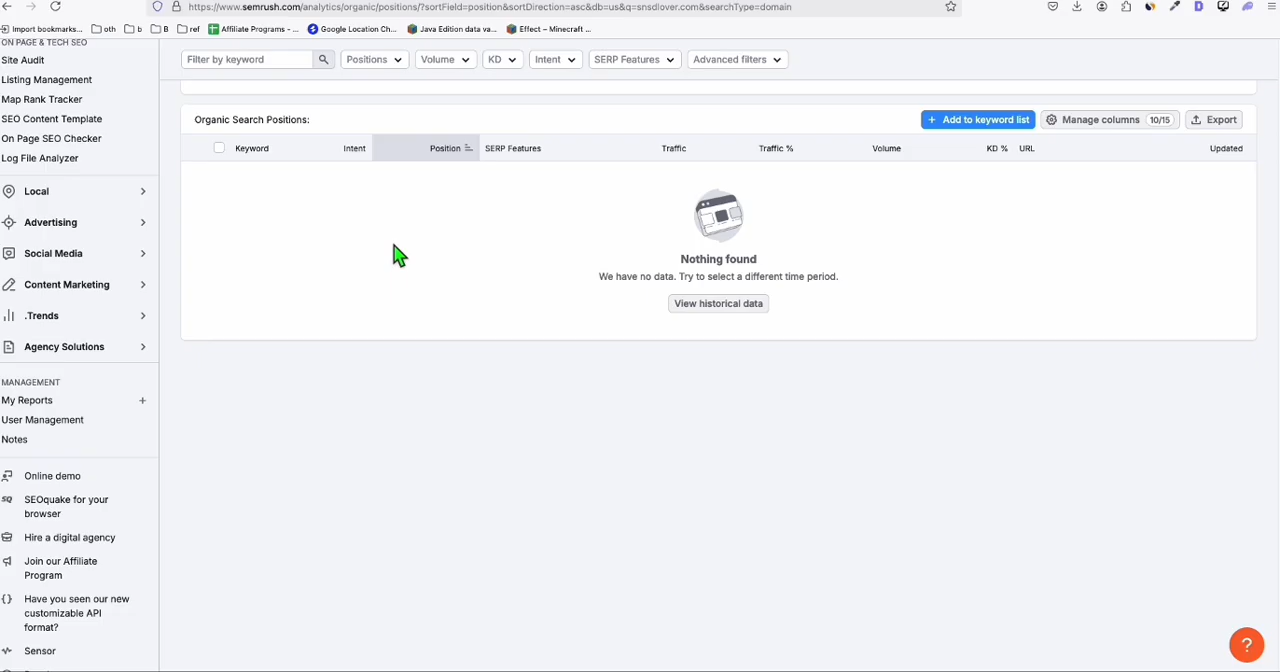 https://www.semrush.com/analytics/organic/positions/?sortField=position&sortDirection=asc&db=us&q=snsdlover.com&searchType=domain
Import bookmarks... oth b B ref Affiliate Programs - ... Google Location Ch... Java Edition data va... Effect – Minecraft ...
ON PAGE & TECH SEO
Site Audit
Listing Management
Map Rank Tracker
SEO Content Template
On Page SEO Checker
Log File Analyzer
Local
Advertising
Social Media
Content Marketing
.Trends
Agency Solutions
MANAGEMENT
My Reports +
User Management
Notes
Online demo
SEOquake for your
browser
Hire a digital agency
Join our Affiliate
Program
Have you seen our new
customizable API
format?
Sensor
Filter by keyword Positions Volume KD Intent SERP Features Advanced filters
Organic Search Positions: + Add to keyword list Manage columns 10/15 Export
Keyword Intent Position SERP Features Traffic Traffic % Volume KD % URL Updated
Nothing found
We have no data. Try to select a different time period.
View historical data
?